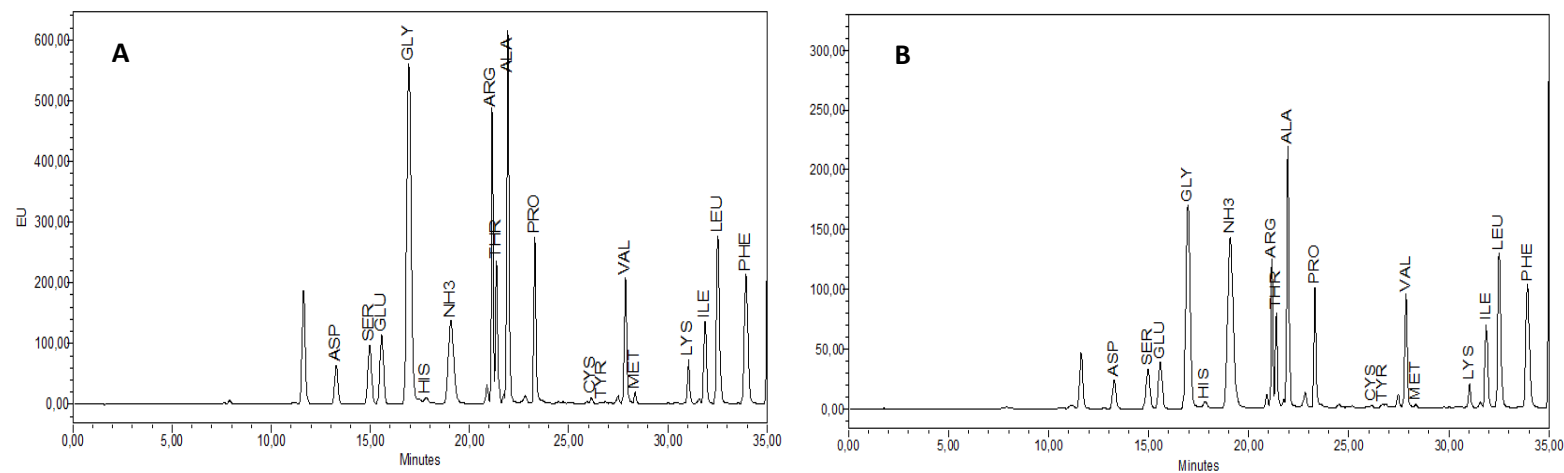 A
EU
600,00
500,00
400,00
300,00
200,00
100,00
0,00
ASP
SER
GLU
GLY
HIS
NH3
ARG
THR
ALA
PRO
CYS
TYR
VAL
MET
LYS
ILE
LEU
PHE
0,00 5,00 10,00 15,00 20,00 25,00 30,00 35,00
Minutes
B
300,00
250,00
200,00
150,00
100,00
50,00
0,00
ASP
SER
GLU
GLY
HIS
NH3
ARG
THR
ALA
PRO
CYS
TYR
VAL
MET
LYS
ILE
LEU
PHE
0,00 5,00 10,00 15,00 20,00 25,00 30,00 35,00
Minutes